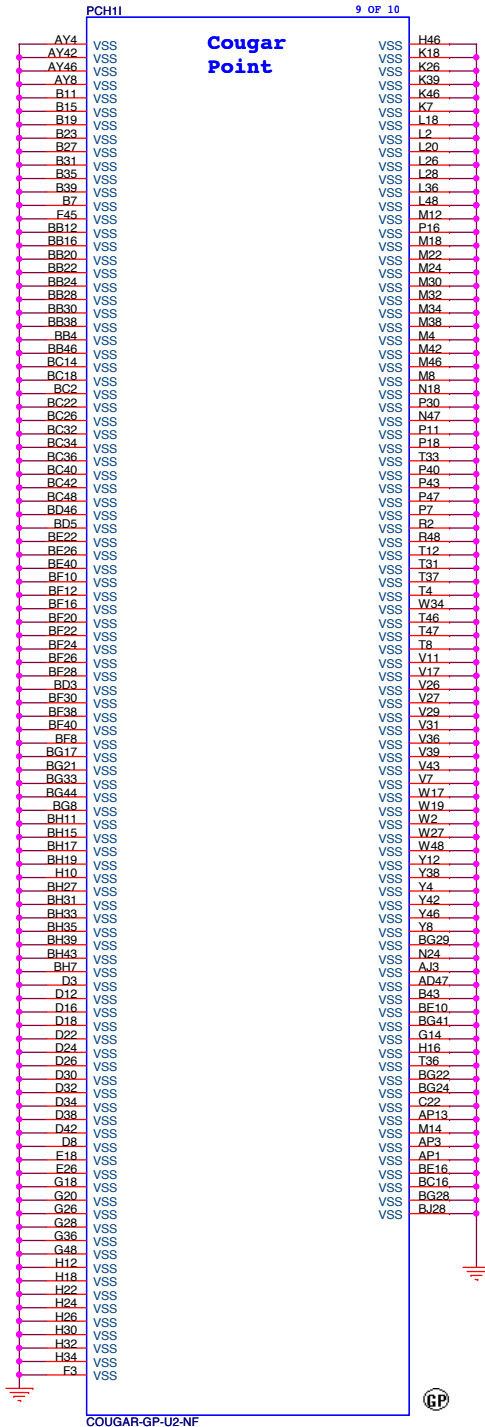 PCH1I 9 OF 10
Cougar
Point
AY4 VSS VSS H46
AY42 VSS VSS K18
AY46 VSS VSS K26
AY8 VSS VSS K39
B11 VSS VSS K46
B15 VSS VSS K7
B19 VSS VSS L18
B23 VSS VSS L2
B27 VSS VSS L20
B31 VSS VSS L26
B35 VSS VSS L28
B39 VSS VSS L36
B7 VSS VSS L48
F45 VSS VSS M12
BB12 VSS VSS P16
BB16 VSS VSS M18
BB20 VSS VSS M22
BB22 VSS VSS M24
BB24 VSS VSS M30
BB28 VSS VSS M32
BB30 VSS VSS M34
BB38 VSS VSS M38
BB4 VSS VSS M4
BB46 VSS VSS M42
BC14 VSS VSS M46
BC18 VSS VSS M8
BC2 VSS VSS N18
BC22 VSS VSS P30
BC26 VSS VSS N47
BC32 VSS VSS P11
BC34 VSS VSS P18
BC36 VSS VSS T33
BC40 VSS VSS P40
BC42 VSS VSS P43
BC48 VSS VSS P47
BD46 VSS VSS P7
BD5 VSS VSS R2
BE22 VSS VSS R48
BE26 VSS VSS T12
BE40 VSS VSS T31
BF10 VSS VSS T37
BF12 VSS VSS T4
BF16 VSS VSS W34
BF20 VSS VSS T46
BF22 VSS VSS T47
BF24 VSS VSS T8
BF26 VSS VSS V11
BF28 VSS VSS V17
BD3 VSS VSS V26
BF30 VSS VSS V27
BF38 VSS VSS V29
BF40 VSS VSS V31
BF8 VSS VSS V36
BG17 VSS VSS V39
BG21 VSS VSS V43
BG33 VSS VSS V7
BG44 VSS VSS W17
BG8 VSS VSS W19
BH11 VSS VSS W2
BH15 VSS VSS W27
BH17 VSS VSS W48
BH19 VSS VSS Y12
H10 VSS VSS Y38
BH27 VSS VSS Y4
BH31 VSS VSS Y42
BH33 VSS VSS Y46
BH35 VSS VSS Y8
BH39 VSS VSS BG29
BH43 VSS VSS N24
BH7 VSS VSS AJ3
D3 VSS VSS AD47
D12 VSS VSS B43
D16 VSS VSS BE10
D18 VSS VSS BG41
D22 VSS VSS G14
D24 VSS VSS H16
D26 VSS VSS T36
D30 VSS VSS BG22
D32 VSS VSS BG24
D34 VSS VSS C22
D38 VSS VSS AP13
D42 VSS VSS M14
D8 VSS VSS AP3
E18 VSS VSS AP1
E26 VSS VSS BE16
G18 VSS VSS BC16
G20 VSS VSS BG28
G26 VSS VSS BJ28
G28 VSS
G36 VSS
G48 VSS
H12 VSS
H18 VSS
H22 VSS
H24 VSS
H26 VSS
H30 VSS
H32 VSS
H34 VSS
F3 VSS
GP
COUGAR-GP-U2-NF